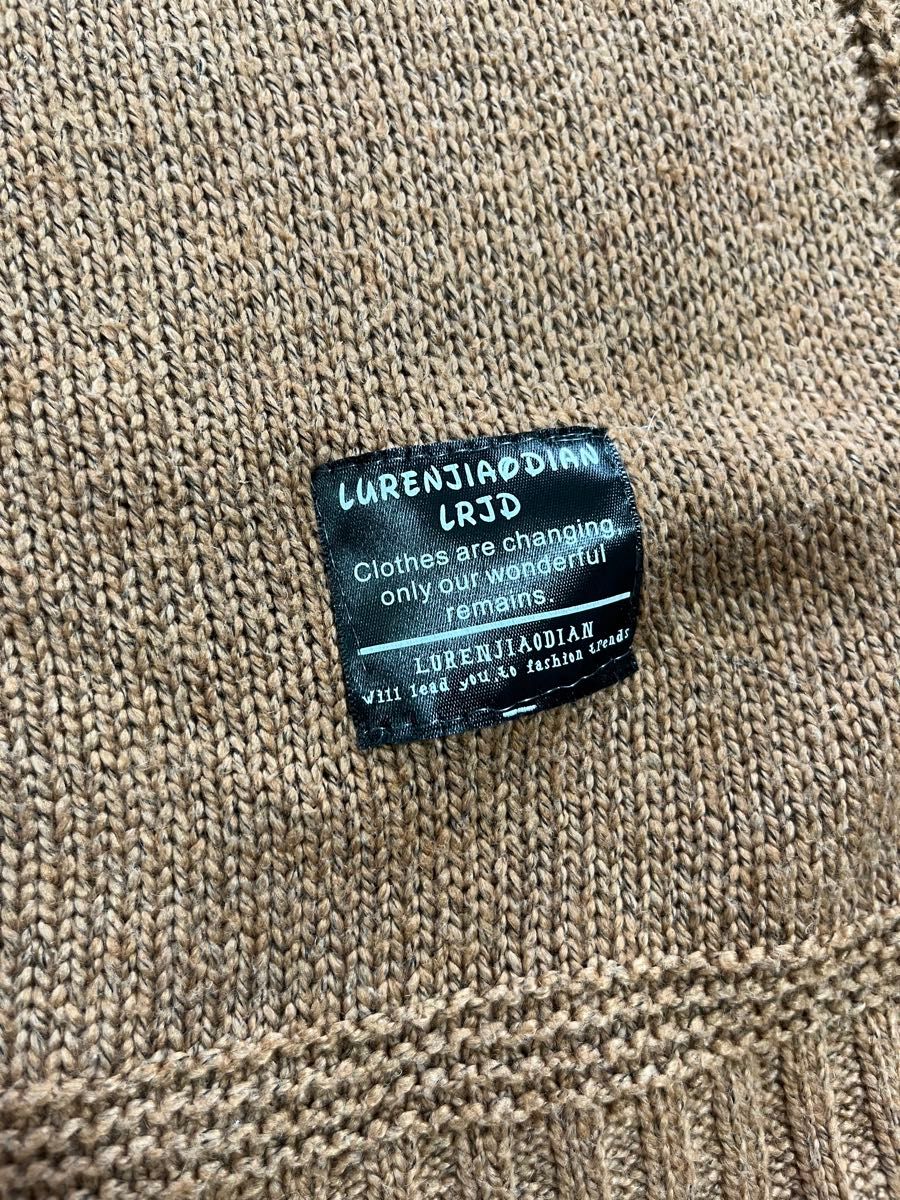 LURENJIAODIAN
LRJD
Clothes are changing,
only our wonderful
remains.
LURENJIAODIAN
will lead you to fashion trends